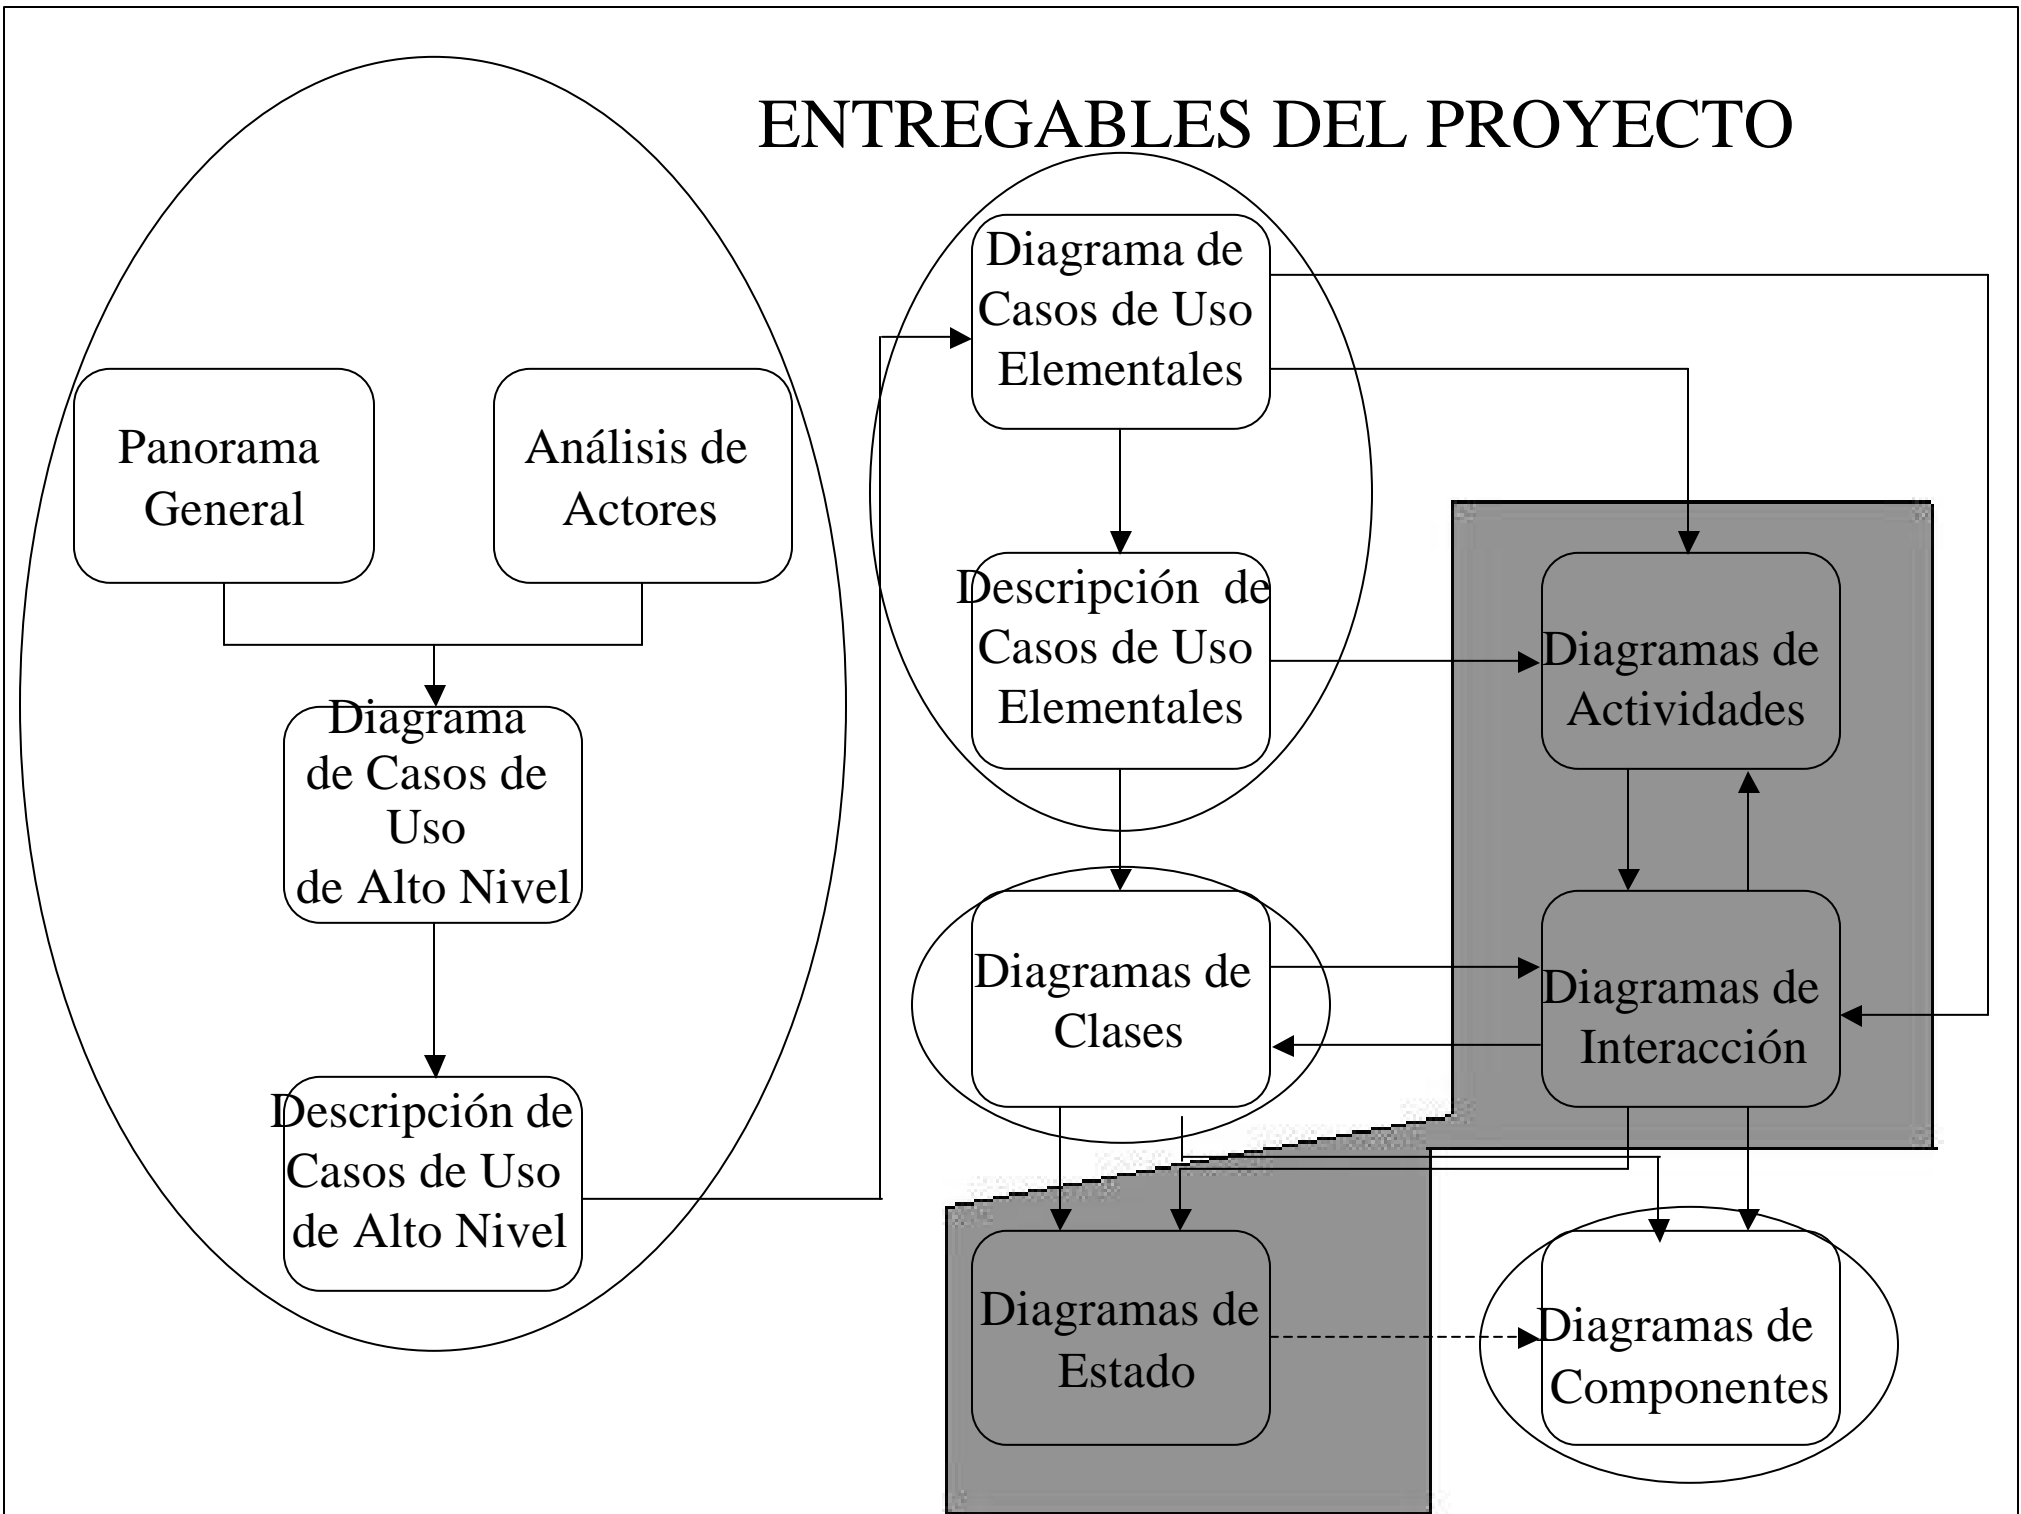 ENTREGABLES DEL PROYECTO
Panorama
General
Análisis de
Actores
Diagrama
de Casos de
Uso
de Alto Nivel
Descripción de
Casos de Uso
de Alto Nivel
Diagrama de
Casos de Uso
Elementales
Descripción de
Casos de Uso
Elementales
Diagramas de
Actividades
Diagramas de
Clases
Diagramas de
Interacción
Diagramas de
Estado
Diagramas de
Componentes